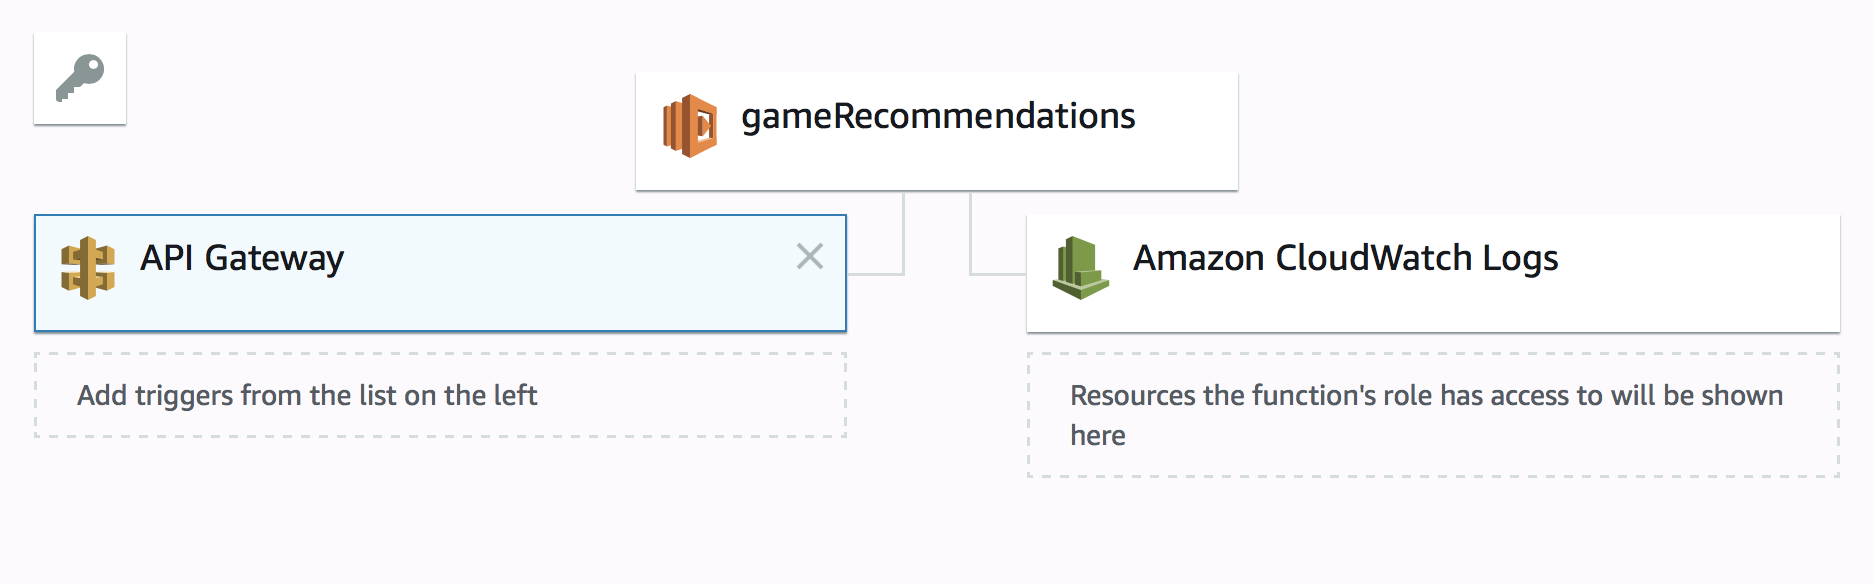 gameRecommendations
API Gateway
Amazon CloudWatch Logs
Add triggers from the list on the left
Resources the function's role has access to will be shown
here